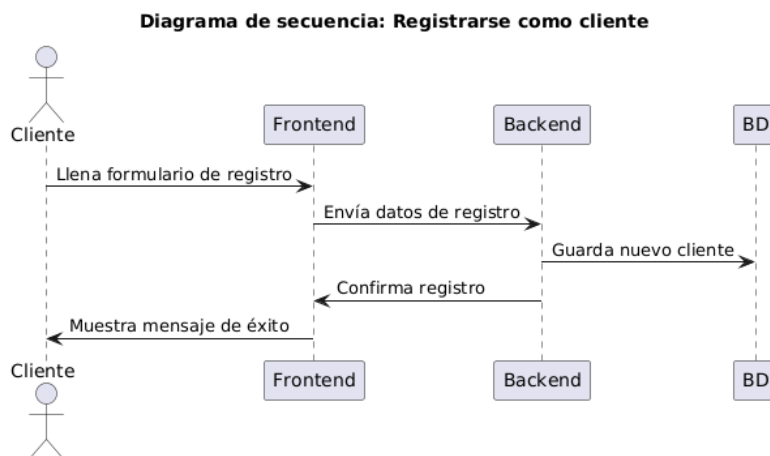 Diagrama de secuencia: Registrarse como cliente
Cliente
Frontend
Backend
BD
Llena formulario de registro
Envía datos de registro
Guarda nuevo cliente
Confirma registro
Muestra mensaje de éxito
Cliente
Frontend
Backend
BD